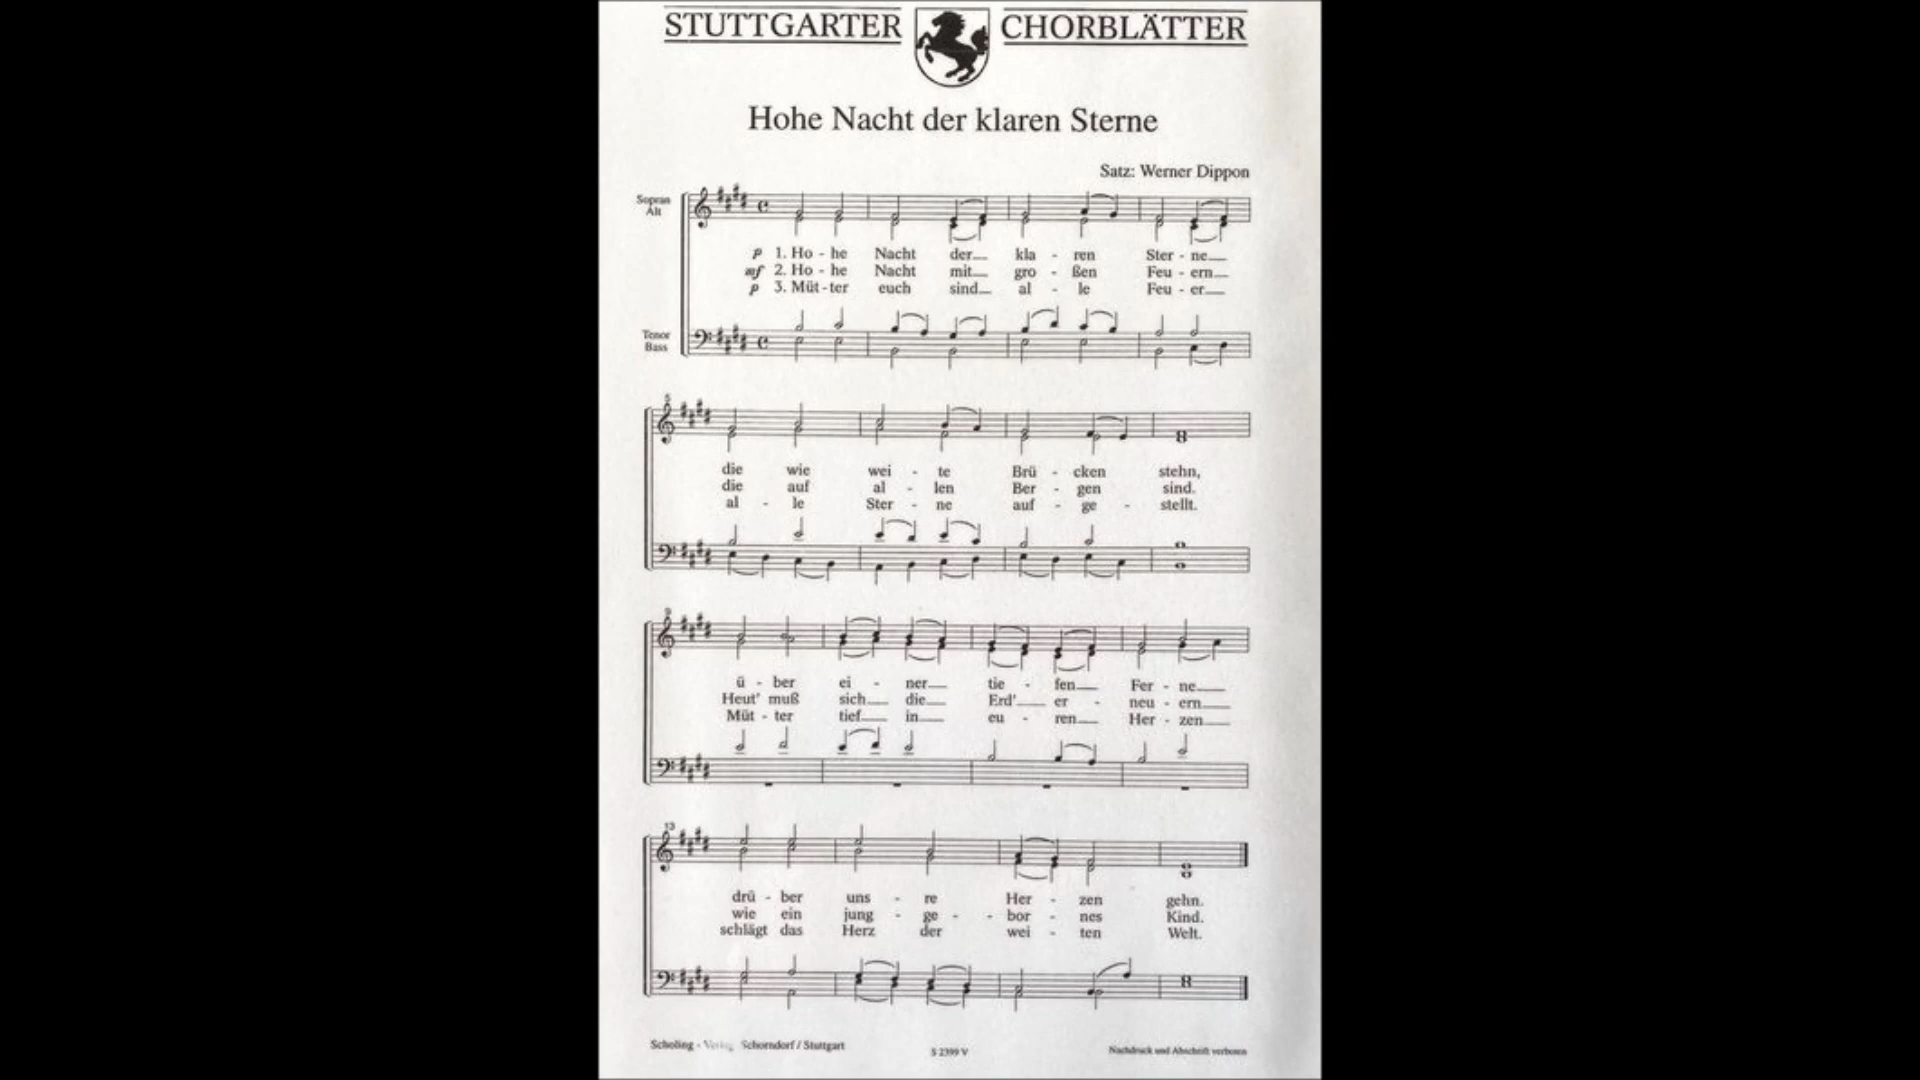 STUTTGARTER CHORBLÄTTER
Hohe Nacht der klaren Sterne
Satz: Werner Dippon
Sopran
Alt
p 1. Ho - he Nacht der kla - ren Ster - ne
mf 2. Ho - he Nacht mit gro - ßen Feu - ern
p 3. Müt - ter euch sind al - le Feu - er
Tenor
Bass
5
die wie wei - te Brü - cken stehn,
die auf al - len Ber - gen sind.
al - le Ster - ne auf - ge - stellt.
9
ü - ber ei - ner tie - fen Fer - ne
Heut' muß sich die Erd' er - neu - ern
Müt - ter tief in eu - ren Her - zen
13
drü - ber uns - re Her - zen gehn.
wie ein jung - ge - - bor - nes Kind.
schlägt das Herz der wei - ten Welt.
Scholing - Verlag Schorndorf / Stuttgart
S 2399 V
Nachdruck und Abschrift verboten